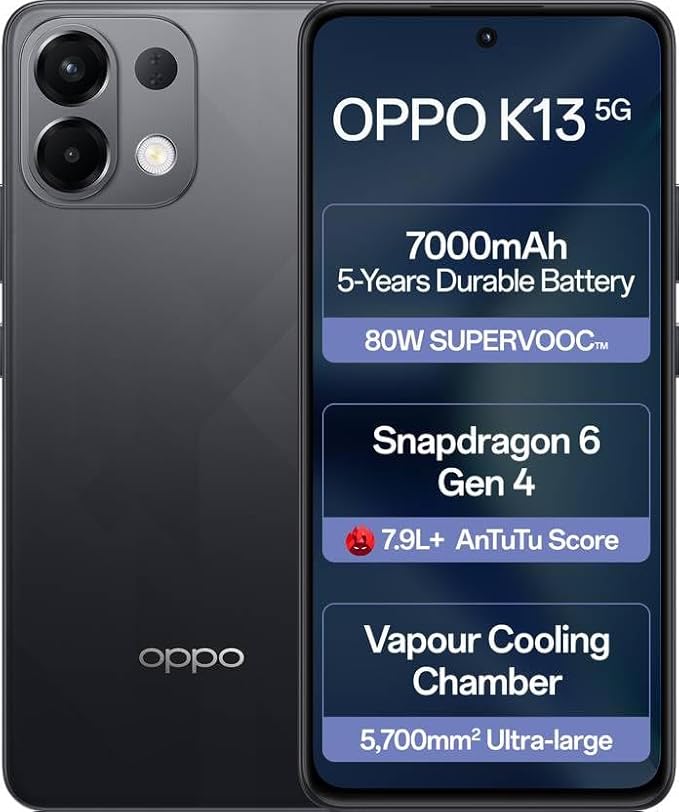 OPPO K13 5G
7000mAh
5-Years Durable Battery
80W SUPERVOOC™
Snapdragon 6
Gen 4
7.9L+ AnTuTu Score
Vapour Cooling
Chamber
5,700mm² Ultra-large
oppo